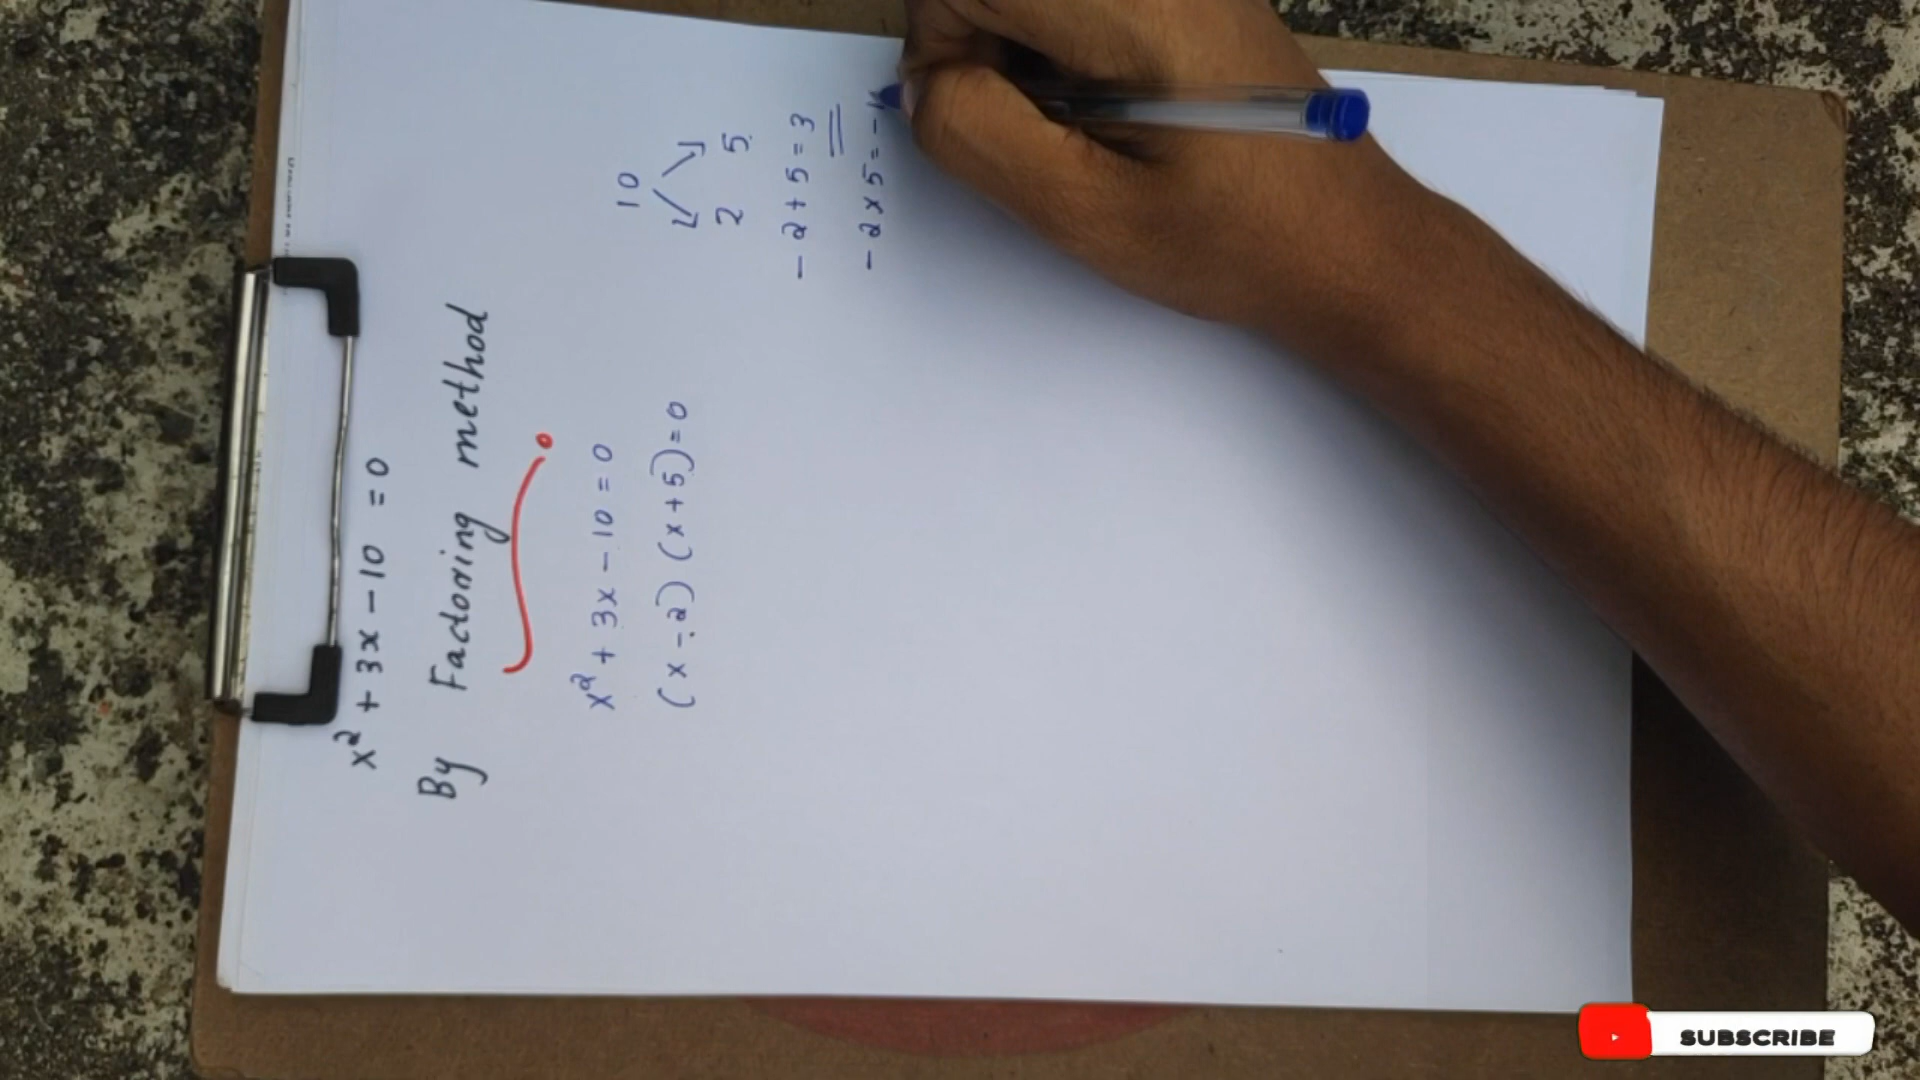 x² + 3x - 10 = 0
By Factoring method
x² + 3x - 10 = 0
(x - 2) (x + 5) = 0
10
2 5
- 2 + 5 = 3
- 2 x 5 = - 1
SUBSCRIBE